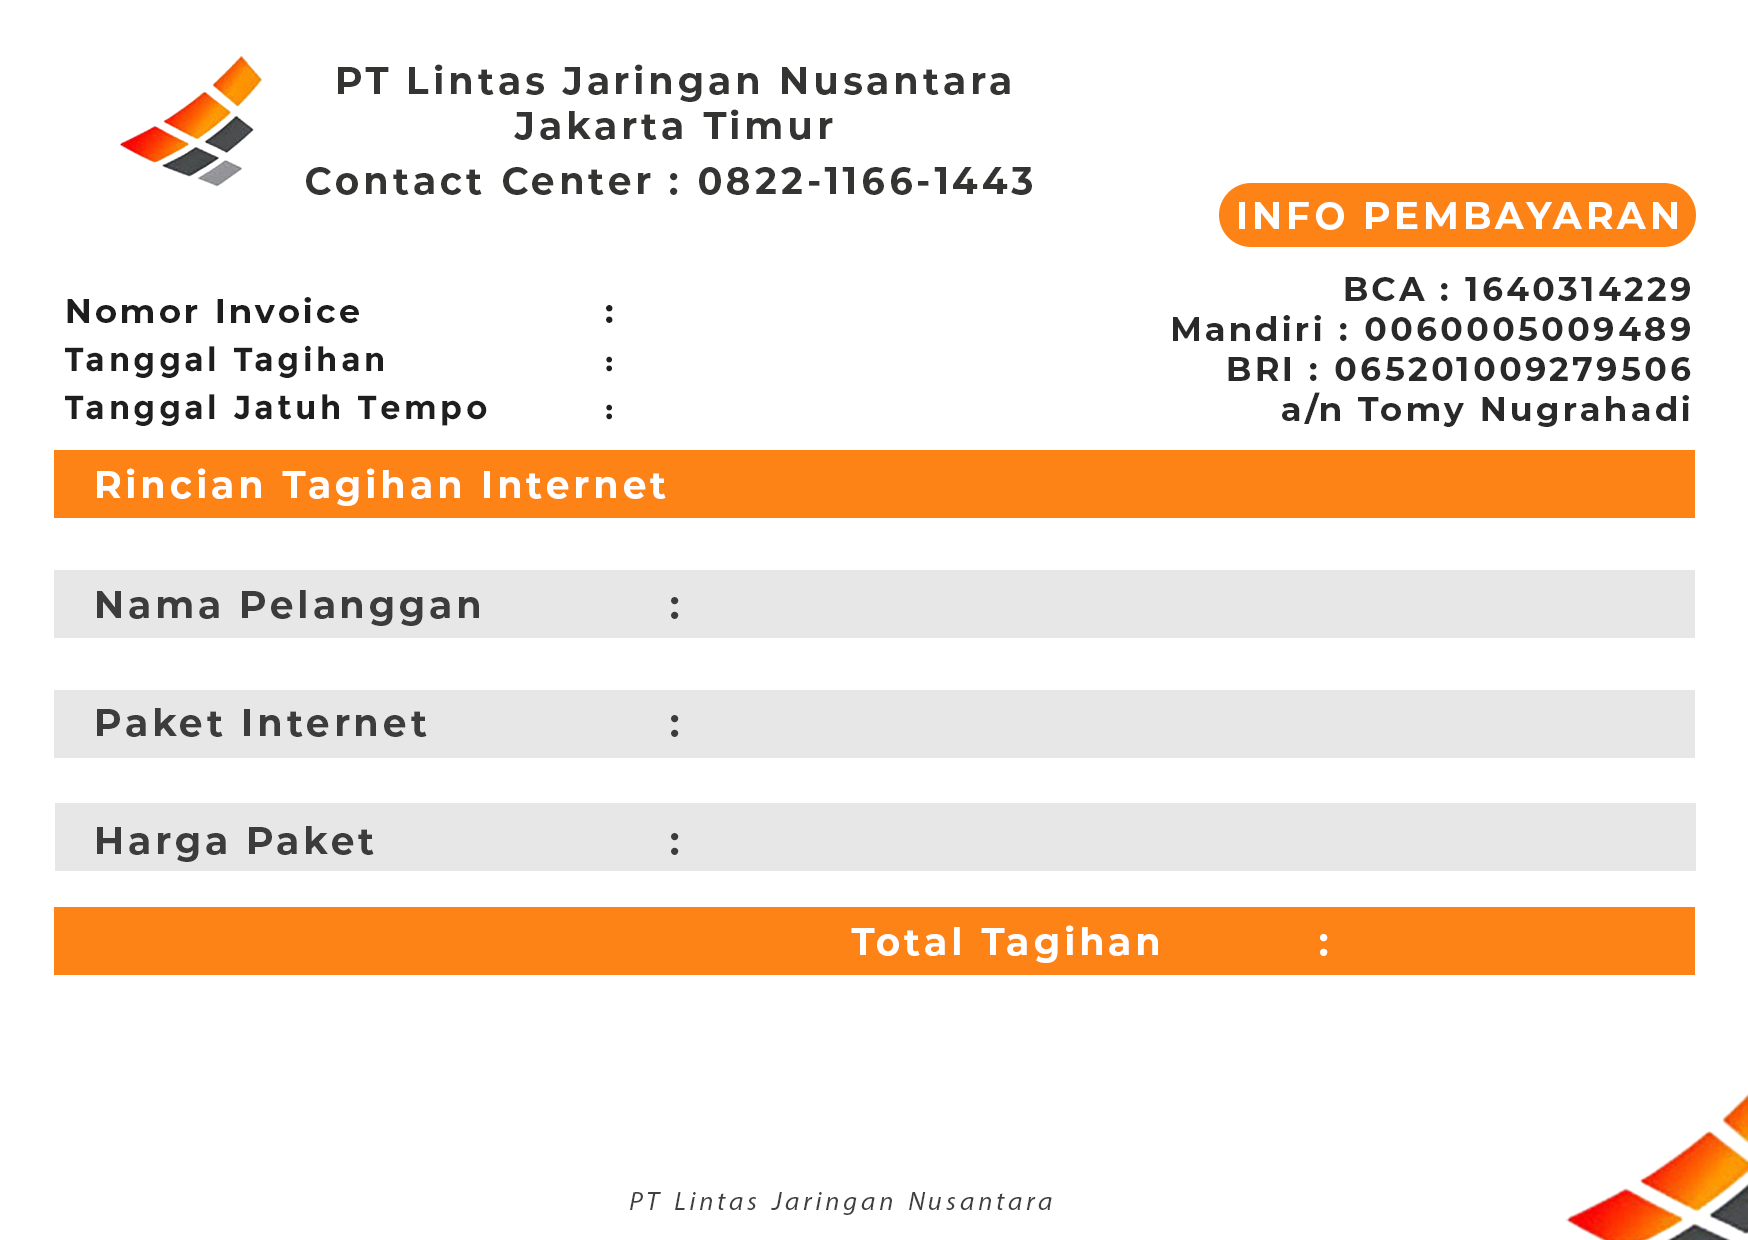 PT Lintas Jaringan Nusantara
Jakarta Timur
Contact Center : 0822-1166-1443
INFO PEMBAYARAN
BCA : 1640314229
Mandiri : 0060005009489
BRI : 065201009279506
a/n Tomy Nugrahadi
Nomor Invoice :
Tanggal Tagihan :
Tanggal Jatuh Tempo :
Rincian Tagihan Internet
Nama Pelanggan :
Paket Internet :
Harga Paket :
Total Tagihan :
PT Lintas Jaringan Nusantara